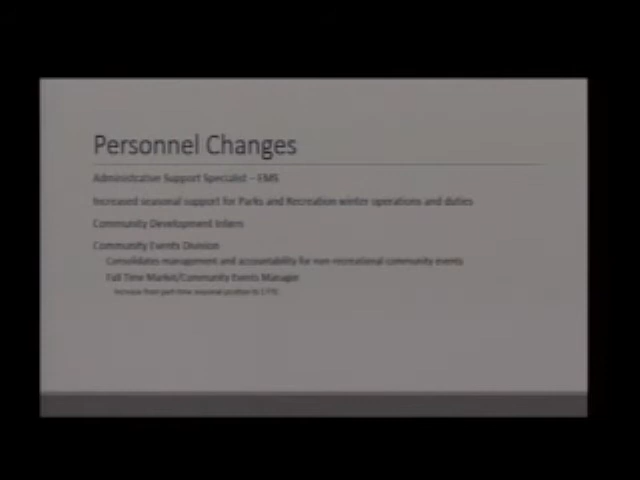 Personnel Changes
Administrative Support Specialist – EMS
Increased seasonal support for Parks and Recreation winter operations and duties
Community Development Intern
Community Events Division
Consolidates management and accountability for non-recreational community events
Full Time Market/Community Events Manager
Increase from part-time seasonal position to 1 FTE